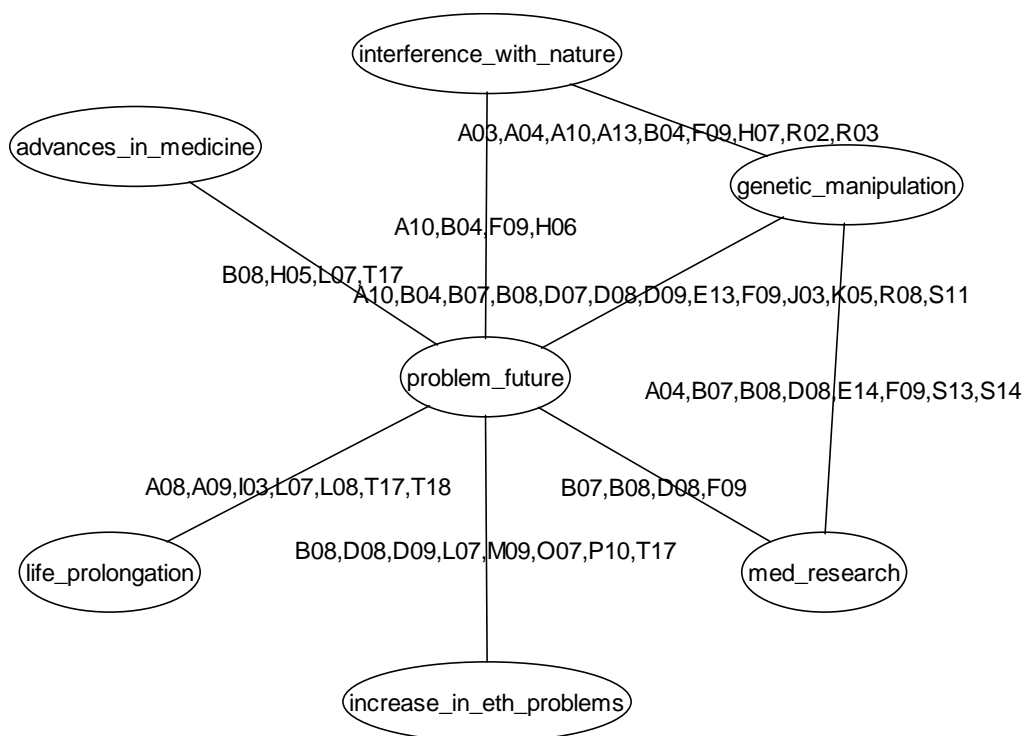 interference_with_nature
A03,A04,A10,A13,B04,F09,H07,R02,R03
advances_in_medicine
genetic_manipulation
A10,B04,F09,H06
B08,H05,L07,T17
A10,B04,B07,B08,D07,D08,D09,E13,F09,J03,K05,R08,S11
problem_future
A04,B07,B08,D08,E14,F09,S13,S14
A08,A09,I03,L07,L08,T17,T18
B07,B08,D08,F09
B08,D08,D09,L07,M09,O07,P10,T17
life_prolongation
med_research
increase_in_eth_problems